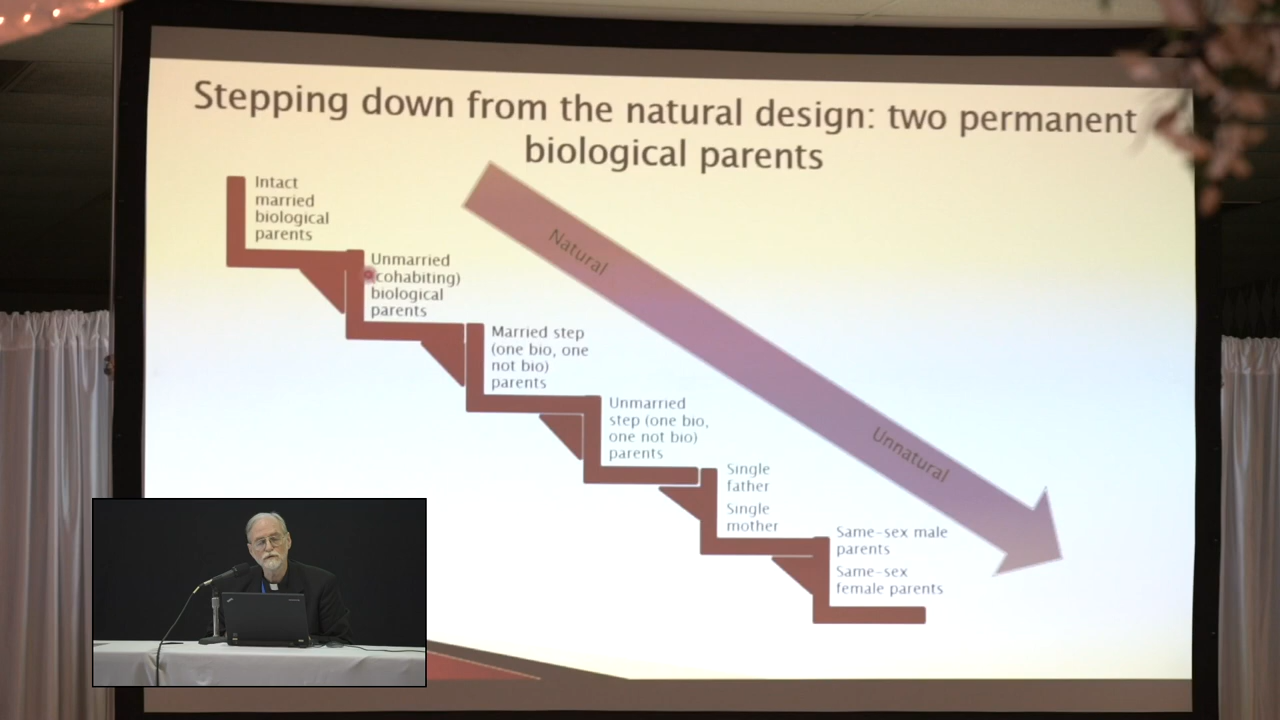 Stepping down from the natural design: two permanent
biological parents
Intact
married
biological
parents
Unmarried
(cohabiting)
biological
parents
Married step
(one bio, one
not bio)
parents
Unmarried
step (one bio,
one not bio)
parents
Single
father
Single
mother
Same-sex male
parents
Same-sex
female parents
Natural
Unnatural